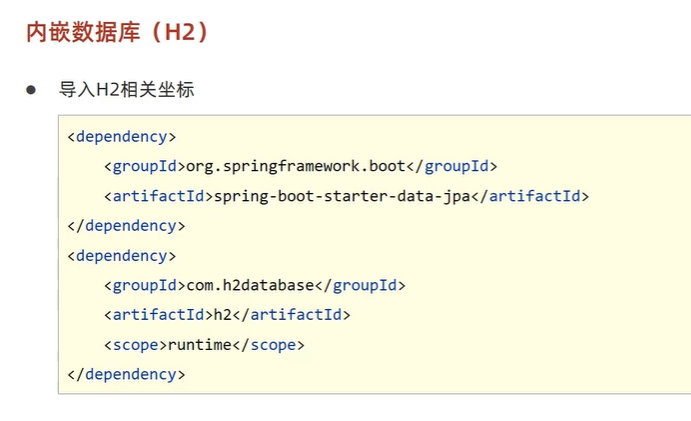 内嵌数据库（H2）
● 导入H2相关坐标
<dependency>
    <groupId>org.springframework.boot</groupId>
    <artifactId>spring-boot-starter-data-jpa</artifactId>
</dependency>
<dependency>
    <groupId>com.h2database</groupId>
    <artifactId>h2</artifactId>
    <scope>runtime</scope>
</dependency>